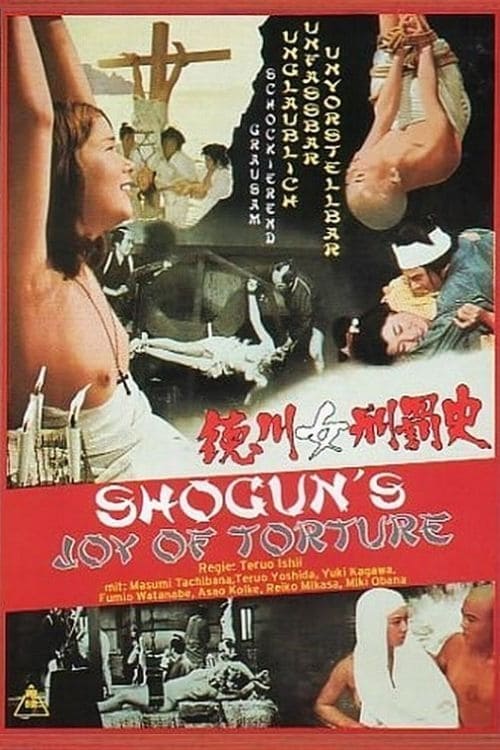 UNVORSTELLBAR
UNFASSBAR
UNGLAUBLICH
SCHOCKIEREND
GRAUSAM
徳川女刑罰史
SHOGUN'S
JOY OF TORTURE
Regie: Teruo Ishii
mit: Masumi Tachibana, Teruo Yoshida, Yuki Kagawa,
Fumio Watanabe, Asao Koike, Reiko Mikasa, Miki Obana